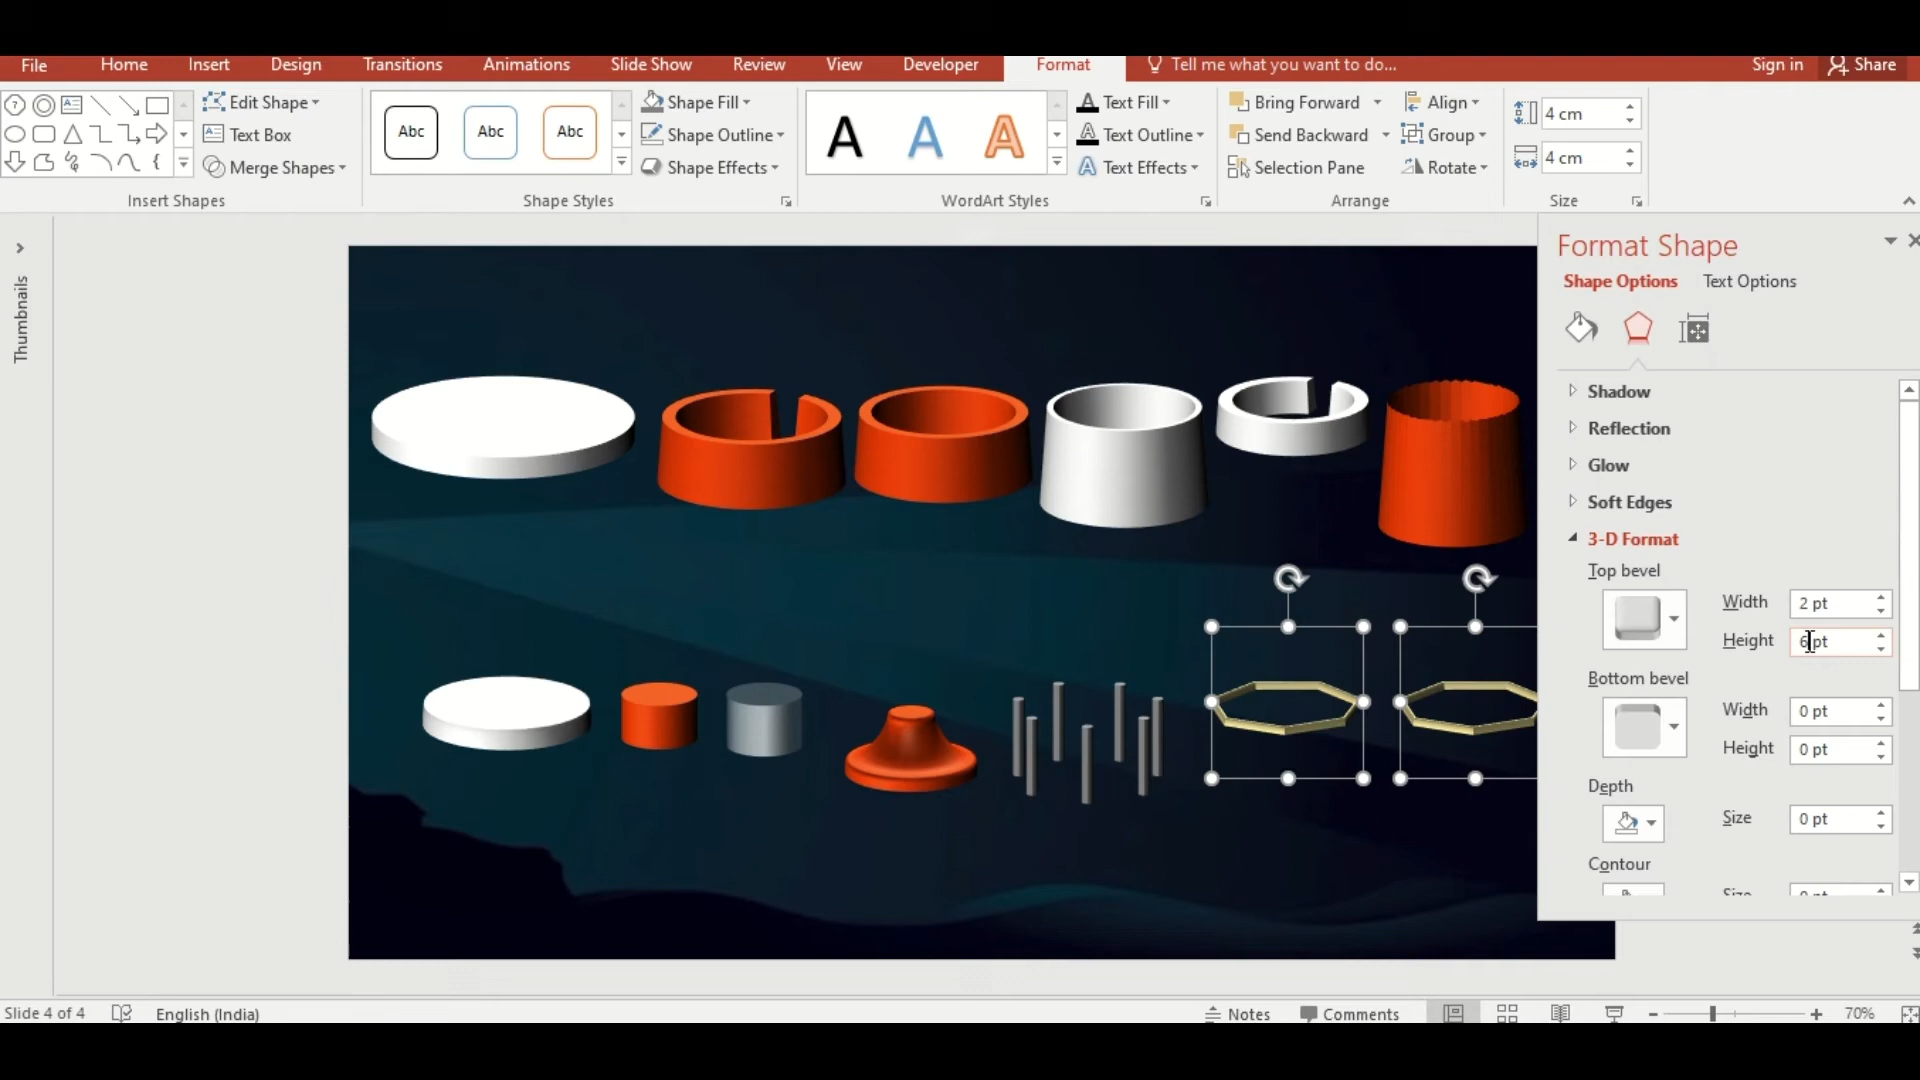 File Home Insert Design Transitions Animations Slide Show Review View Developer Format Tell me what you want to do... Sign in Share
Edit Shape Abc Abc Abc Shape Fill A A A Text Fill Bring Forward Align 4 cm
Text Box Shape Outline Text Outline Send Backward Group
Merge Shapes Shape Effects Text Effects Selection Pane Rotate 4 cm
Insert Shapes Shape Styles WordArt Styles Arrange Size
Thumbnails
Format Shape
Shape Options Text Options
Shadow
Reflection
Glow
Soft Edges
3-D Format
Top bevel
Width 2 pt
Height 6 pt
Bottom bevel
Width 0 pt
Height 0 pt
Depth
Size 0 pt
Contour
Size 0 pt
Slide 4 of 4 English (India) Notes Comments 70%